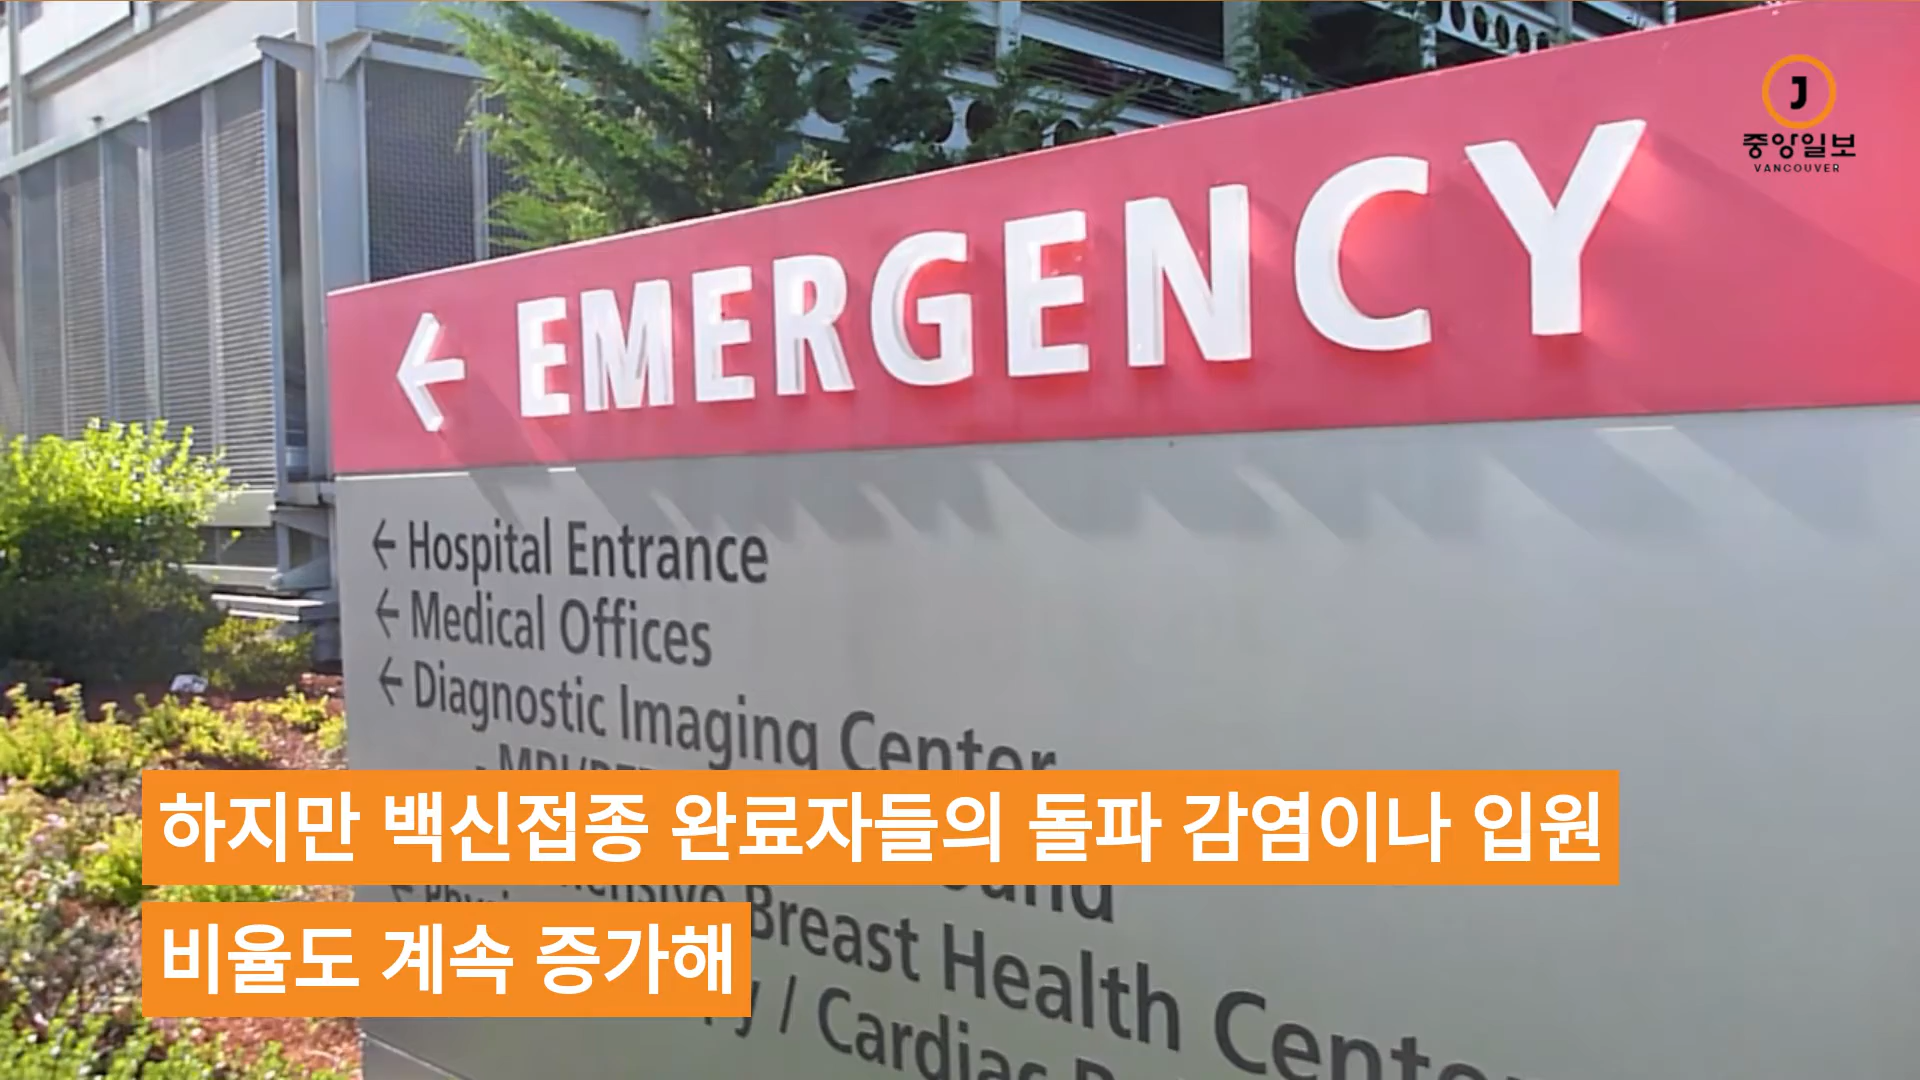 J
중앙일보
VANCOUVER
← EMERGENCY
← Hospital Entrance
← Medical Offices
← Diagnostic Imaging Center
하지만 백신접종 완료자들의 돌파 감염이나 입원
비율도 계속 증가해
Breast Health Center
/ Cardiac